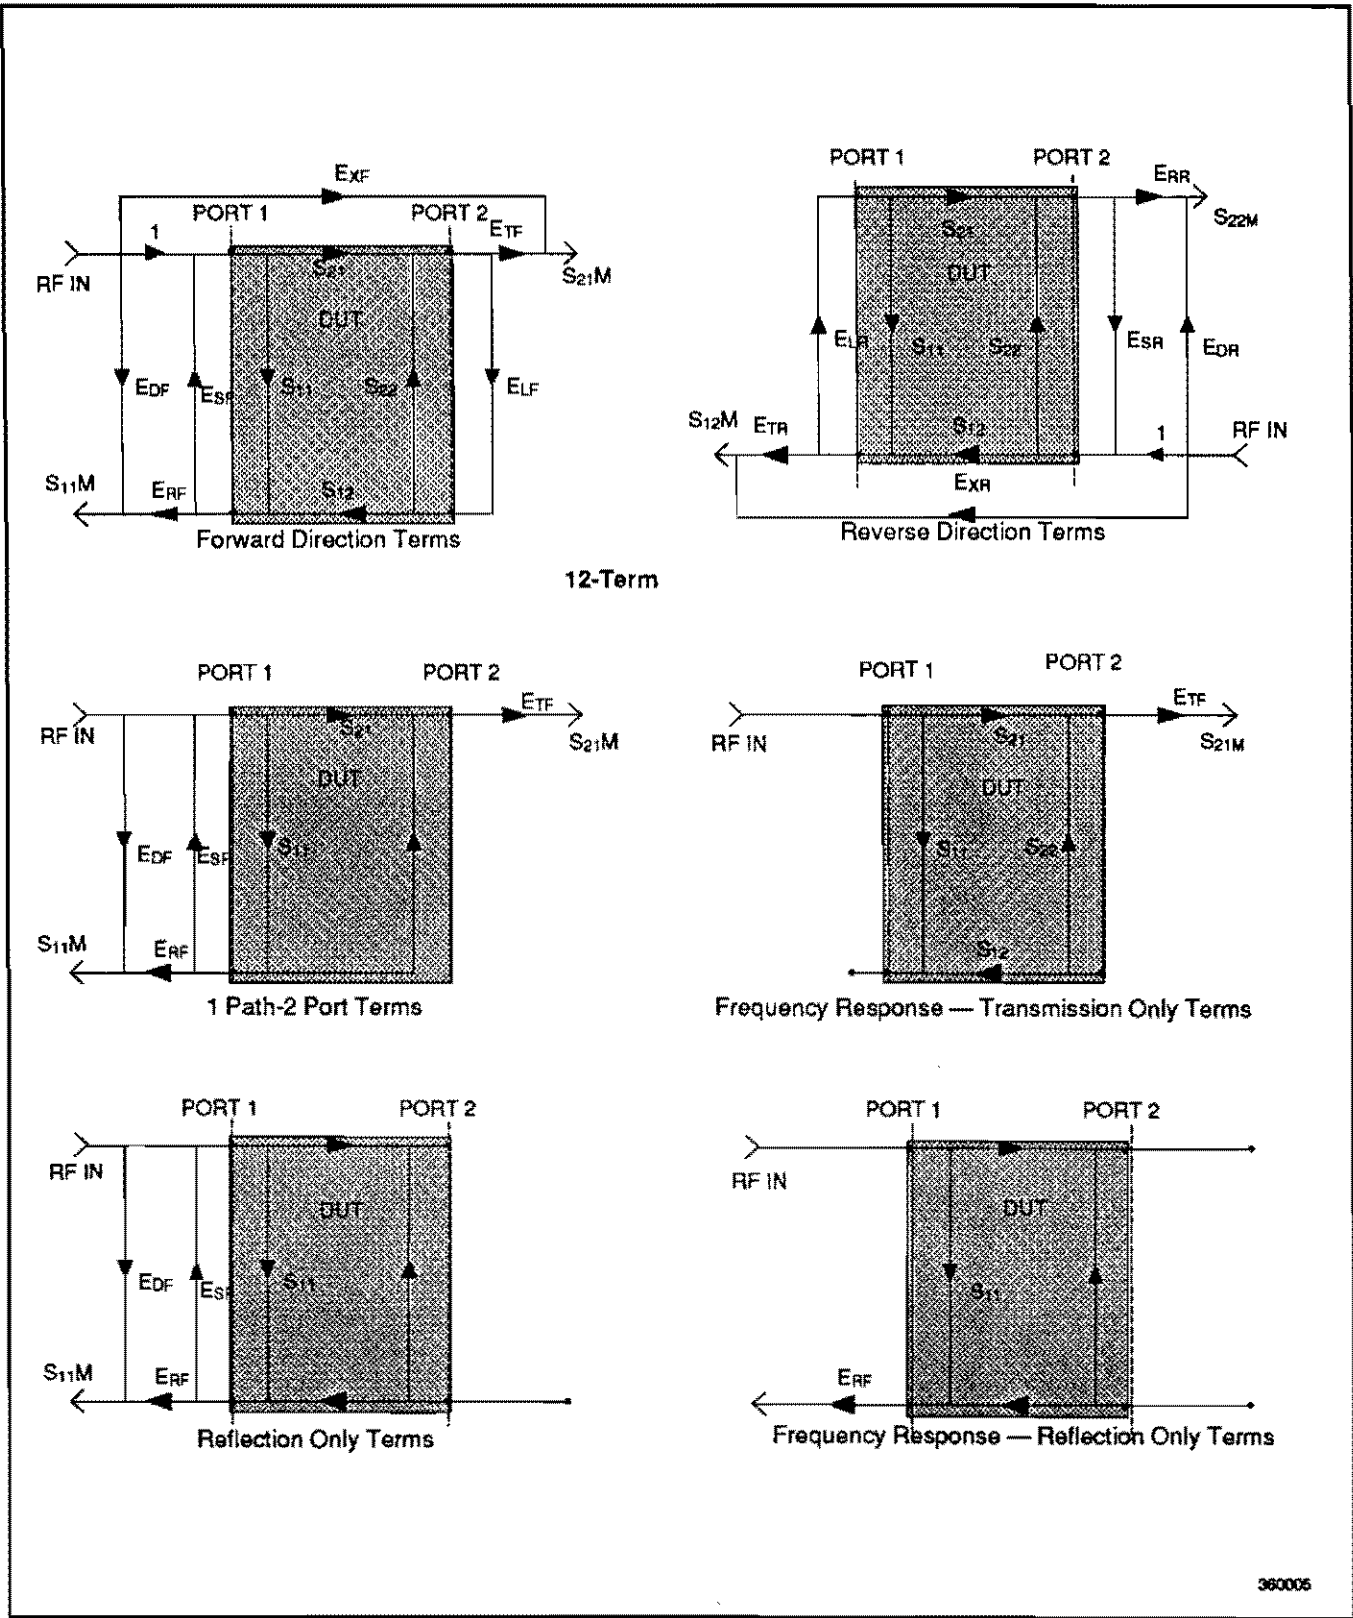 EXF
PORT 1
PORT 2
ETF
1
RF IN
S21M
S21
DUT
EDF
ESF
S11
S22
ELF
S11M
ERF
S12
Forward Direction Terms
PORT 1
PORT 2
ERR
S22M
S21
DUT
ELR
S11
S22
ESR
EDR
S12M
ETR
S12
1
RF IN
EXR
Reverse Direction Terms
12-Term
PORT 1
PORT 2
ETF
RF IN
S21
S21M
DUT
EDF
ESF
S11
S11M
ERF
1 Path-2 Port Terms
PORT 1
PORT 2
ETF
RF IN
S21
S21M
DUT
S11
S22
S12
Frequency Response — Transmission Only Terms
PORT 1
PORT 2
RF IN
DUT
EDF
ESF
S11
S11M
ERF
Reflection Only Terms
PORT 1
PORT 2
RF IN
DUT
S11
ERF
Frequency Response — Reflection Only Terms
360005